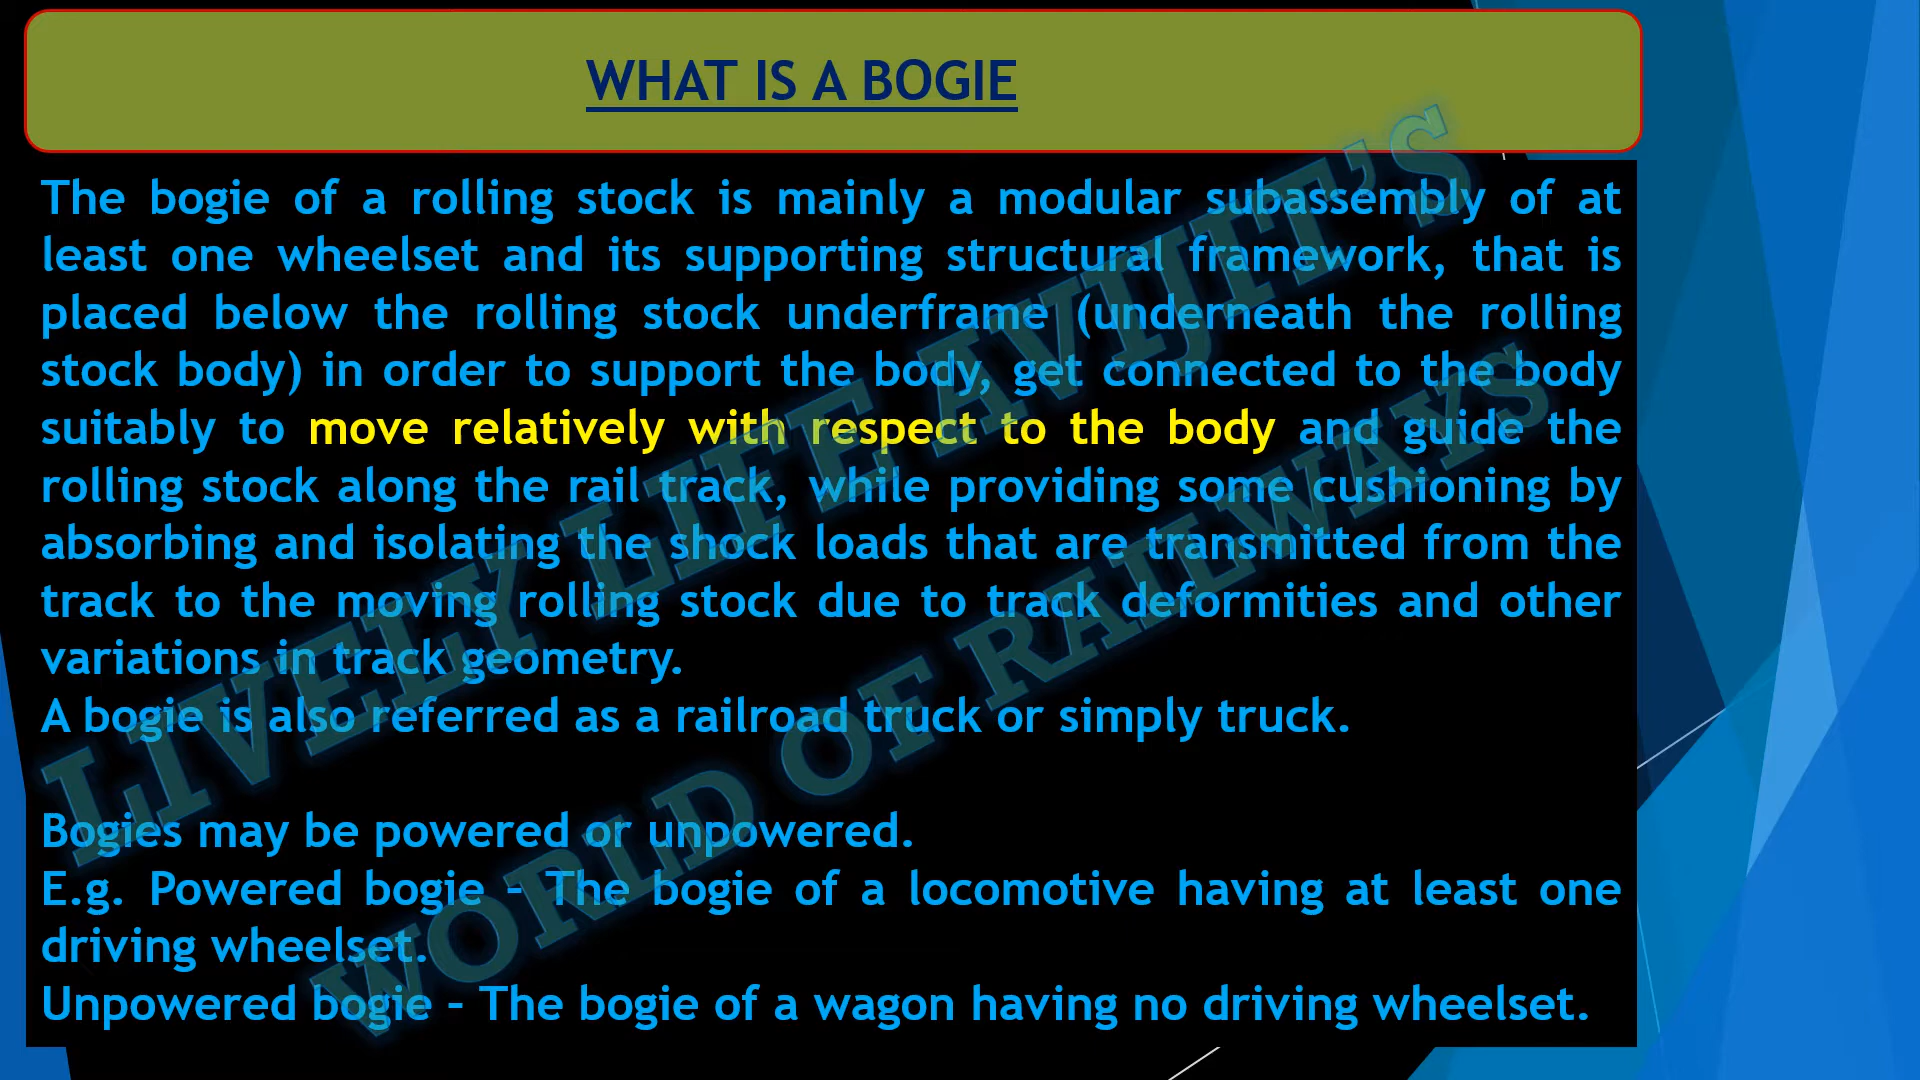 WHAT IS A BOGIE
The bogie of a rolling stock is mainly a modular subassembly of at
least one wheelset and its supporting structural framework, that is
placed below the rolling stock underframe (underneath the rolling
stock body) in order to support the body, get connected to the body
suitably to move relatively with respect to the body and guide the
rolling stock along the rail track, while providing some cushioning by
absorbing and isolating the shock loads that are transmitted from the
track to the moving rolling stock due to track deformities and other
variations in track geometry.
A bogie is also referred as a railroad truck or simply truck.
Bogies may be powered or unpowered.
E.g. Powered bogie – The bogie of a locomotive having at least one
driving wheelset.
Unpowered bogie – The bogie of a wagon having no driving wheelset.
LIVELY LIFE AVIJIT'S
WORLD OF RAILWAYS